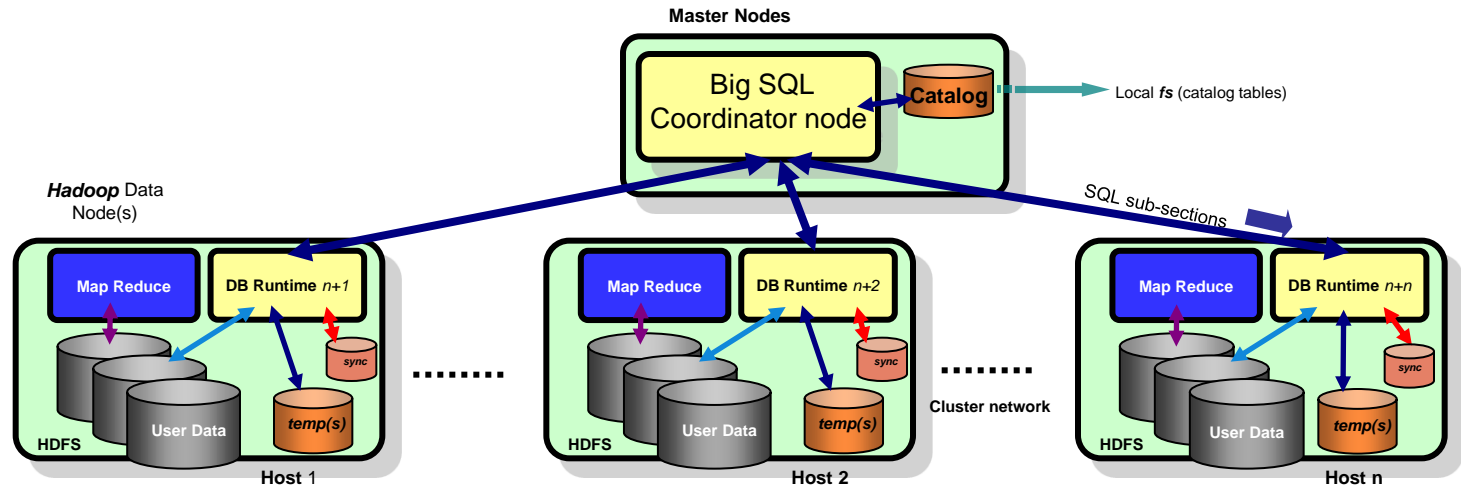 Master Nodes
Big SQL
Coordinator node
Catalog
Local fs (catalog tables)
Hadoop Data
Node(s)
SQL sub-sections
Map Reduce
DB Runtime n+1
sync
User Data
temp(s)
HDFS
Host 1
Map Reduce
DB Runtime n+2
sync
User Data
temp(s)
HDFS
Host 2
Cluster network
Map Reduce
DB Runtime n+n
sync
User Data
temp(s)
HDFS
Host n